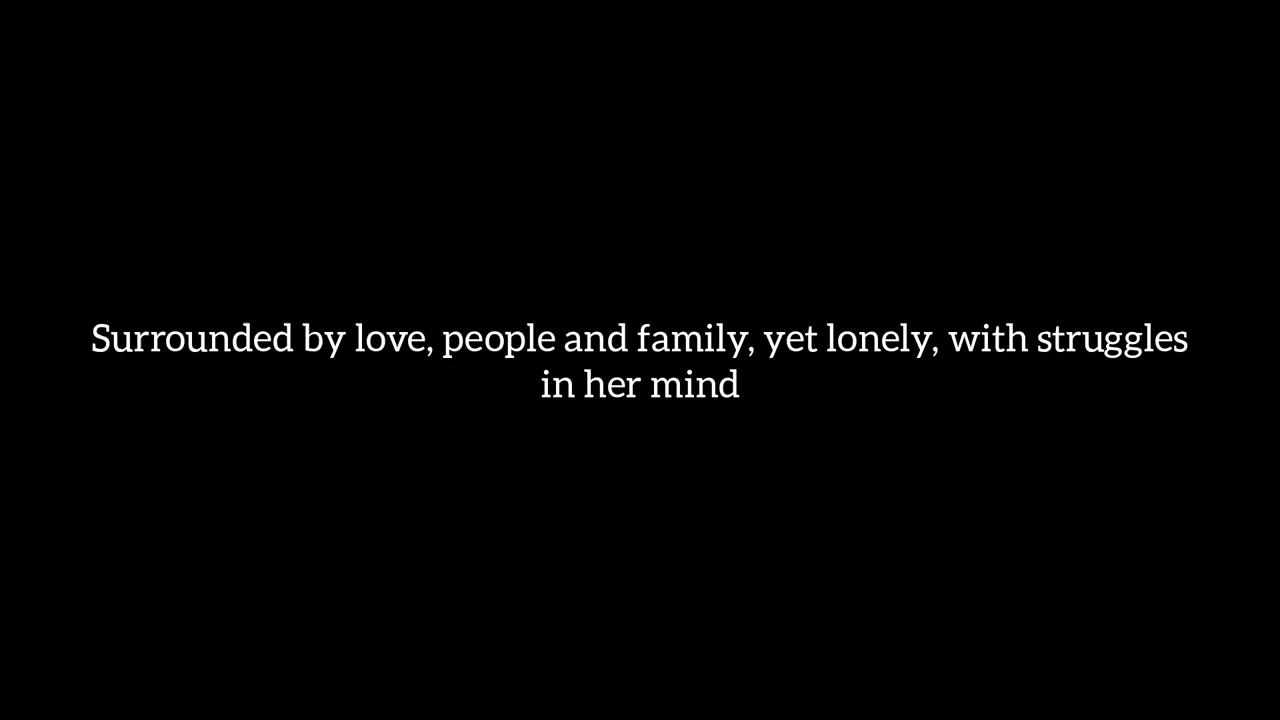 Surrounded by love, people and family, yet lonely, with struggles
in her mind